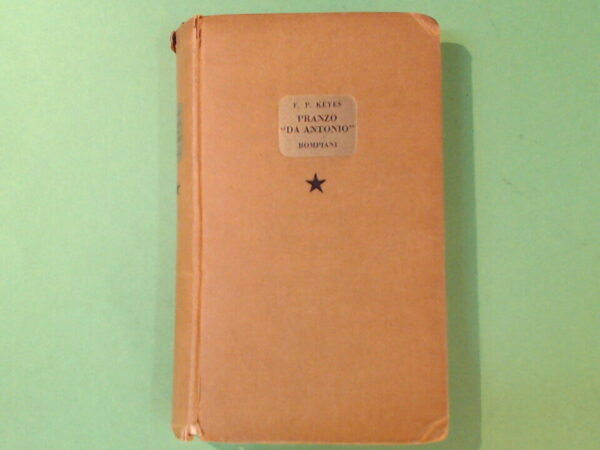 F. P. KEYES
PRANZO
"DA ANTONIO"
BOMPIANI